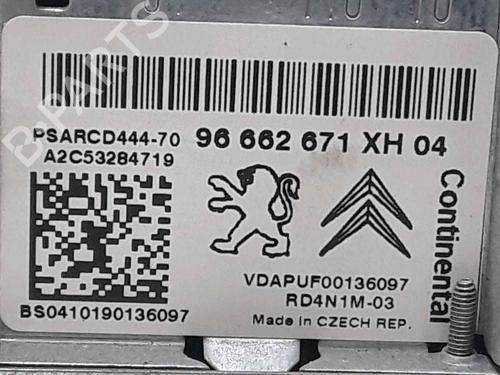 B-PARTS
PSARCD444-70
96 662 671 XH 04
A2C53284719
Continental
VDAPUF00136097
RD4N1M-03
BS0410190136097
Made in CZECH REP.